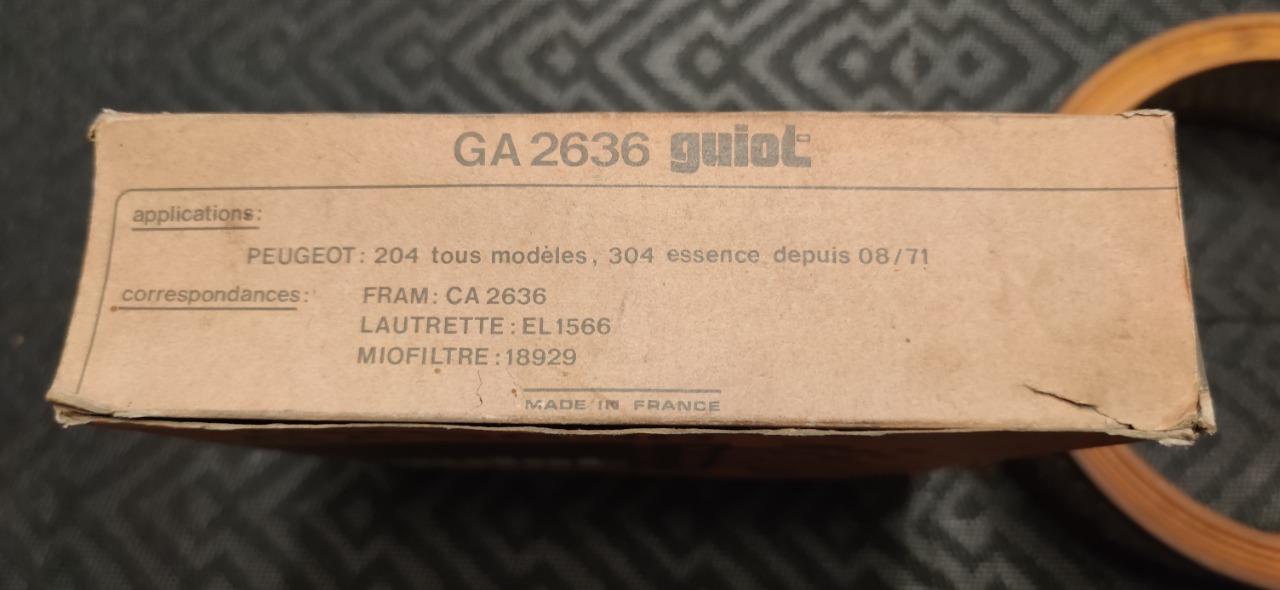 GA 2636 guiot
applications:
PEUGEOT: 204 tous modèles, 304 essence depuis 08/71
correspondances: FRAM: CA 2636
LAUTRETTE: EL1566
MIOFILTRE: 18929
MADE IN FRANCE